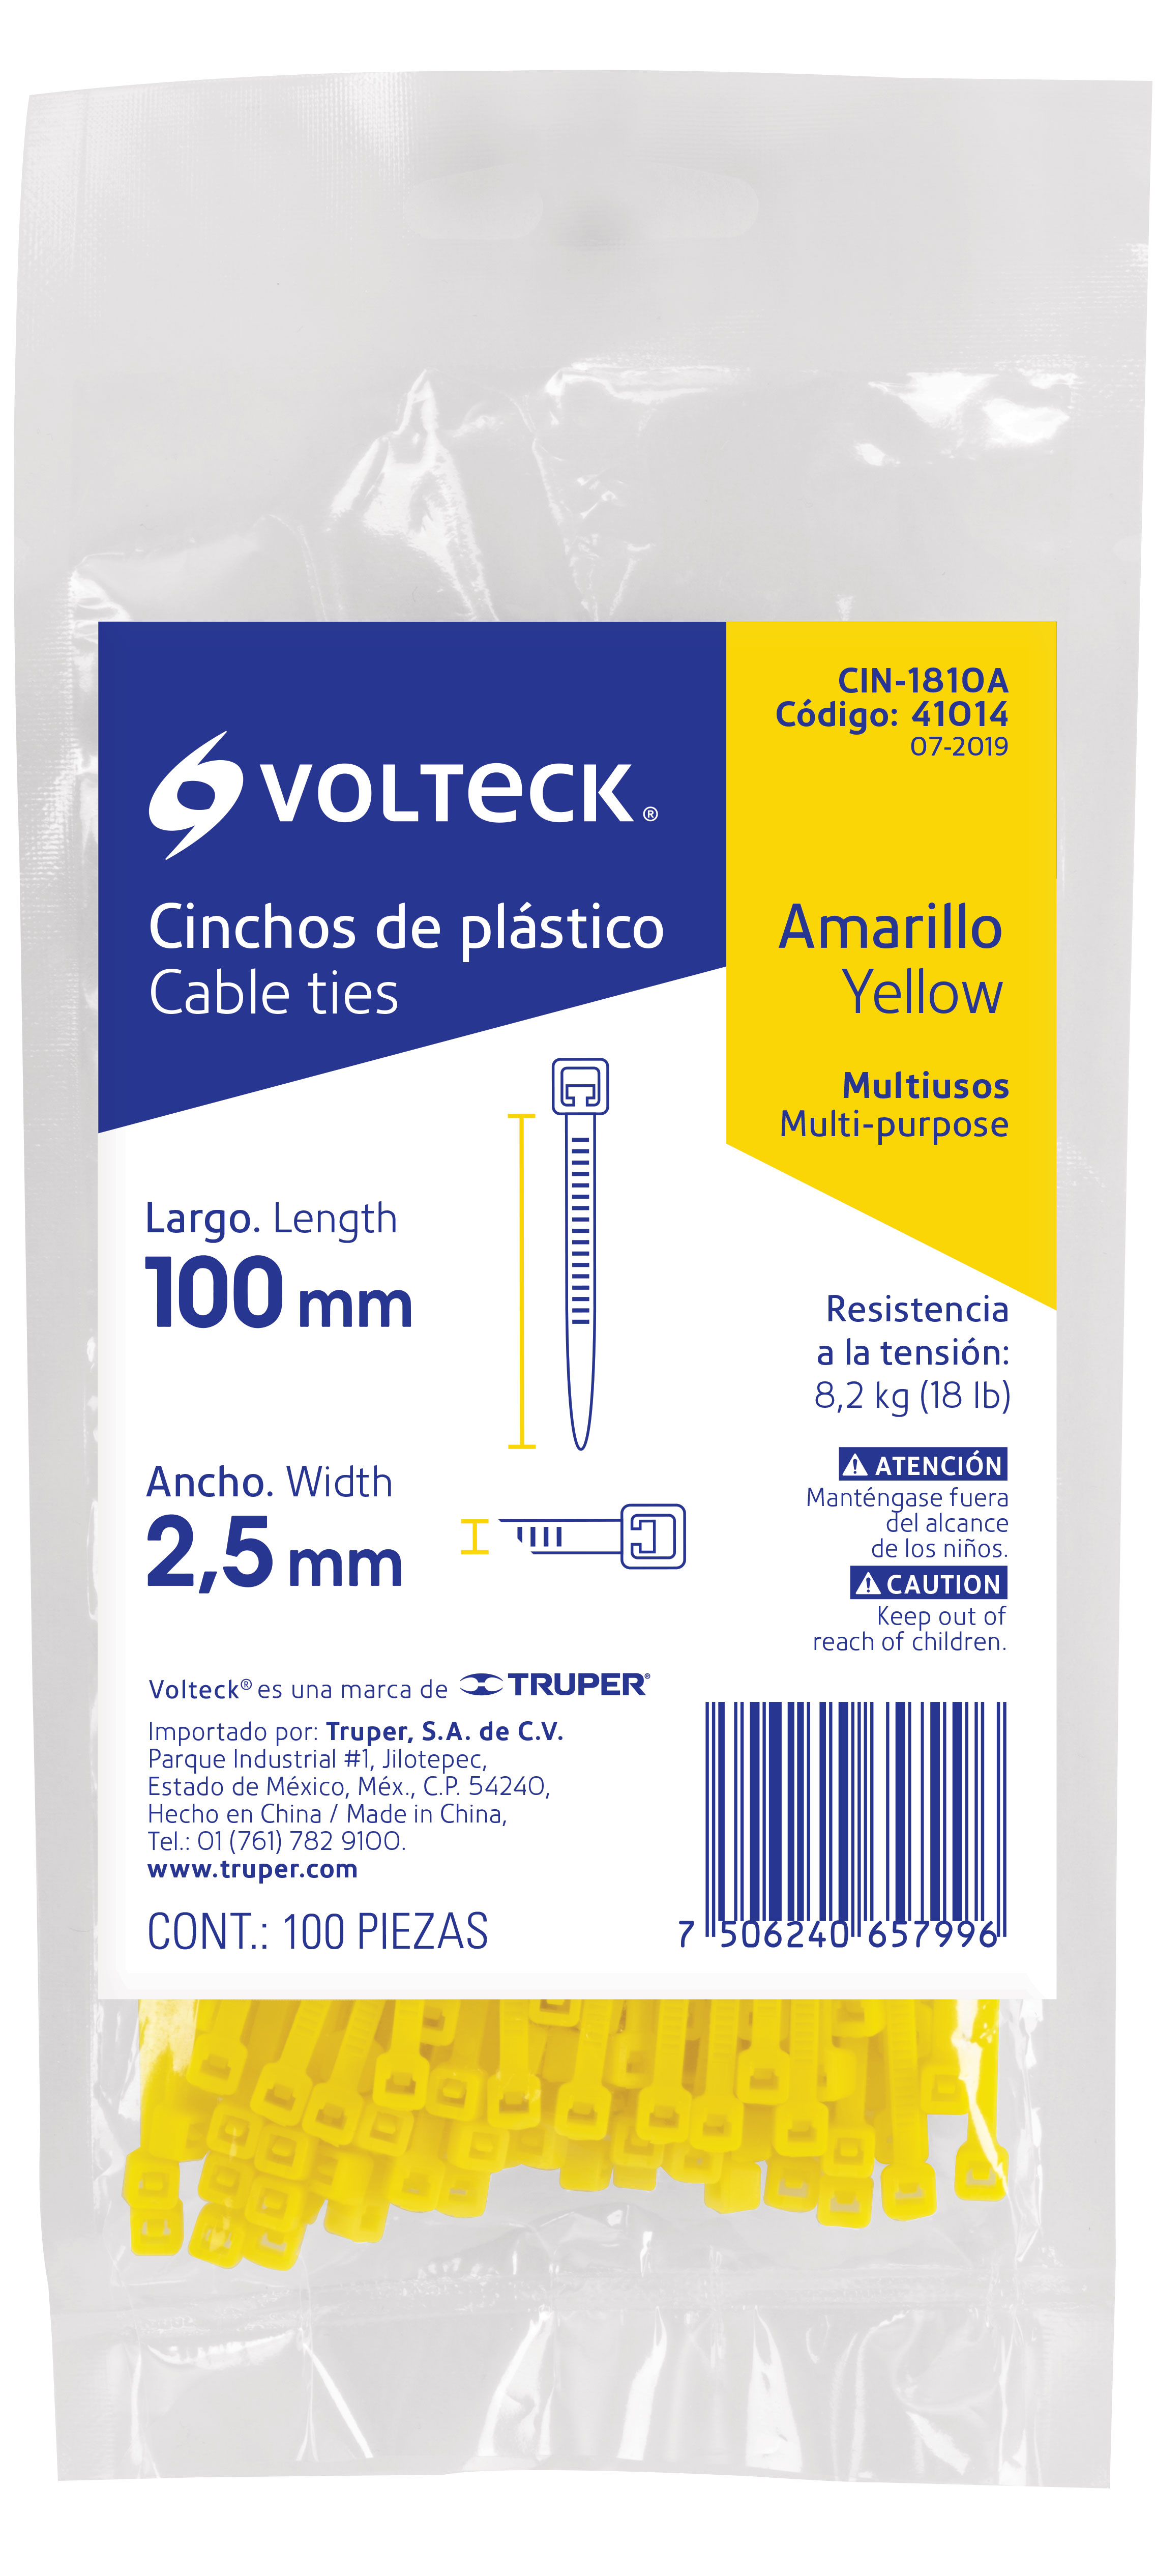 CIN-1810A
Código: 41014
07-2019
VOLTECK®
Cinchos de plástico
Cable ties
Amarillo
Yellow
Multiusos
Multi-purpose
Largo. Length
100 mm
Resistencia
a la tensión:
8,2 kg (18 lb)
Ancho. Width
2,5 mm
ATENCIÓN
Manténgase fuera
del alcance
de los niños.
CAUTION
Keep out of
reach of children.
Volteck® es una marca de TRUPER®
Importado por: Truper, S.A. de C.V.
Parque Industrial #1, Jilotepec,
Estado de México, Méx., C.P. 54240,
Hecho en China / Made in China,
Tel.: 01 (761) 782 9100.
www.truper.com
CONT.: 100 PIEZAS
7 506240 657996